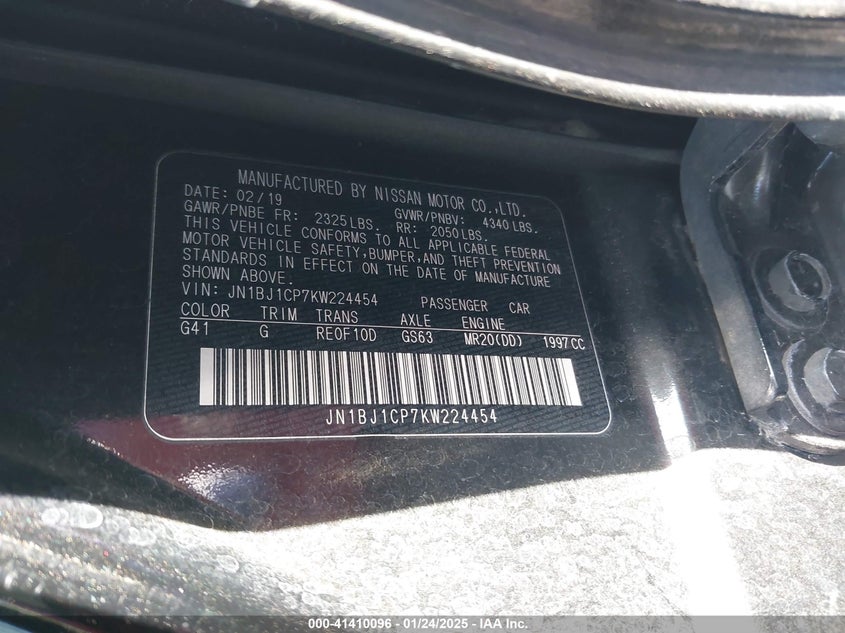 MANUFACTURED BY NISSAN MOTOR CO.,LTD.
DATE: 02/19 GVWR/PNBV: 4340 LBS.
GAWR/PNBE FR: 2325 LBS. RR: 2050 LBS.
THIS VEHICLE CONFORMS TO ALL APPLICABLE FEDERAL
MOTOR VEHICLE SAFETY, BUMPER, AND THEFT PREVENTION
STANDARDS IN EFFECT ON THE DATE OF MANUFACTURE
SHOWN ABOVE.
VIN: JN1BJ1CP7KW224454 PASSENGER CAR
COLOR TRIM TRANS AXLE ENGINE
G41 G RE0F10D GS63 MR20(DD) 1997 CC
JN1BJ1CP7KW224454
000-41410096 - 01/24/2025 - IAA Inc.